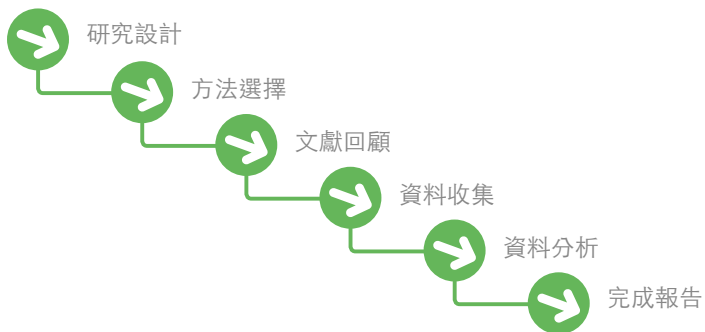 研究設計
方法選擇
文獻回顧
資料收集
資料分析
完成報告